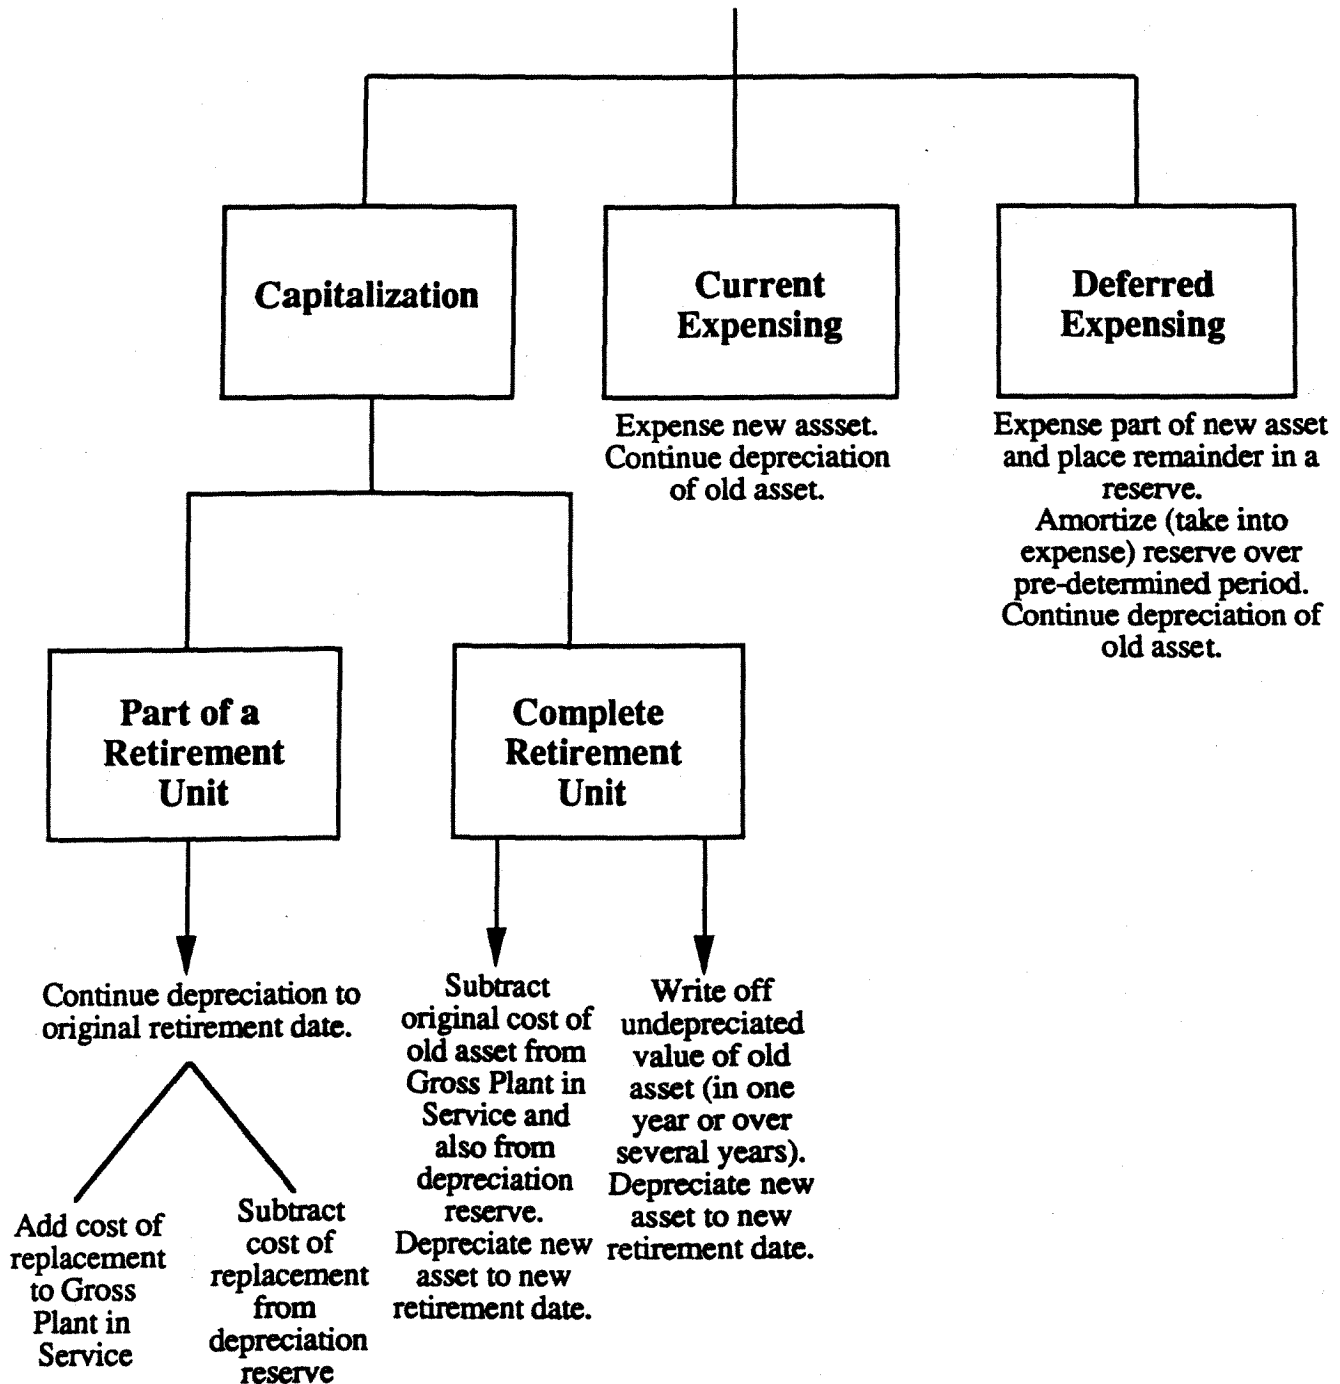 Capitalization
Current
Expensing
Deferred
Expensing
Expense new assset.
Continue depreciation
of old asset.
Expense part of new asset
and place remainder in a
reserve.
Amortize (take into
expense) reserve over
pre-determined period.
Continue depreciation of
old asset.
Part of a
Retirement
Unit
Complete
Retirement
Unit
Continue depreciation to
original retirement date.
Add cost of
replacement
to Gross
Plant in
Service
Subtract
cost of
replacement
from
depreciation
reserve
Subtract
original cost of
old asset from
Gross Plant in
Service and
also from
depreciation
reserve.
Depreciate new
asset to new
retirement date.
Write off
undepreciated
value of old
asset (in one
year or over
several years).
Depreciate new
asset to new
retirement date.